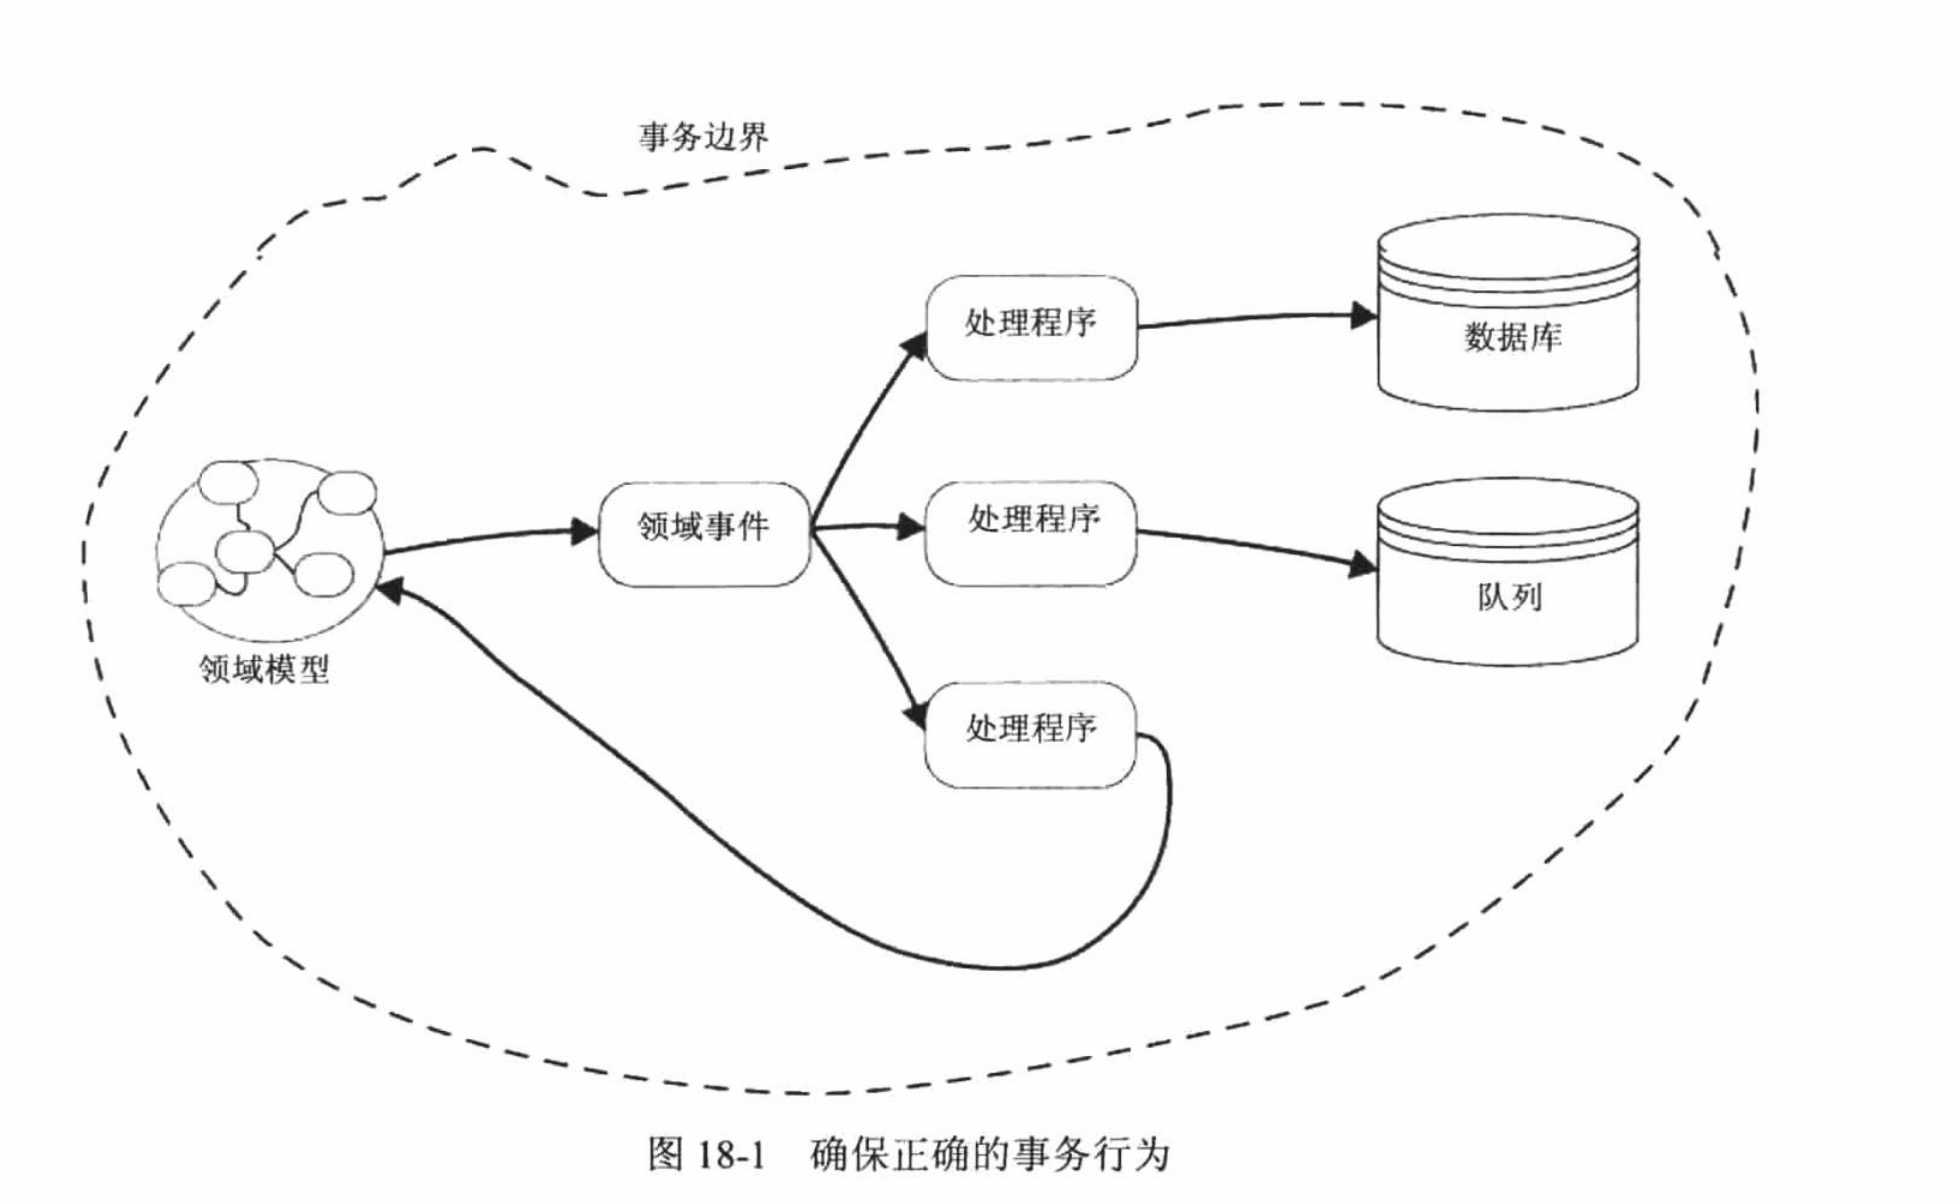 事务边界
处理程序
数据库
领域事件
处理程序
队列
领域模型
处理程序
图 18-1 确保正确的事务行为